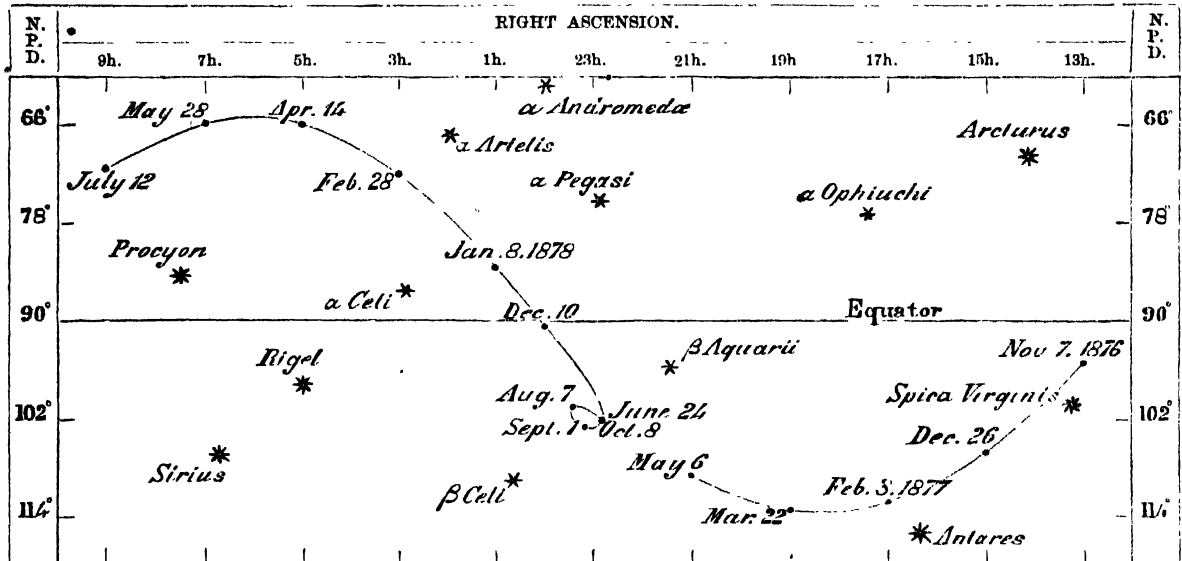 N. P. D.
RIGHT ASCENSION.
N. P. D.
9h. 7h. 5h. 3h. 1h. 23h. 21h. 19h. 17h. 15h. 13h.
May 28
Apr. 14
α Andromedæ
66°
66°
α Artelis
Arcturus
July 12
Feb. 28
α Pegasi
α Ophiuchi
78°
78°
Procyon
Jan. 8. 1878
α Celi
Dec. 10
Equator
90°
90°
Rigel
β Aquarii
Nov 7. 1876
Aug. 7
June 24
Spica Virginis
102°
102°
Sept. 1
Oct. 8
Dec. 26
Sirius
May 6
β Celi
Feb. 3. 1877
Mar. 22
114°
114°
Antares